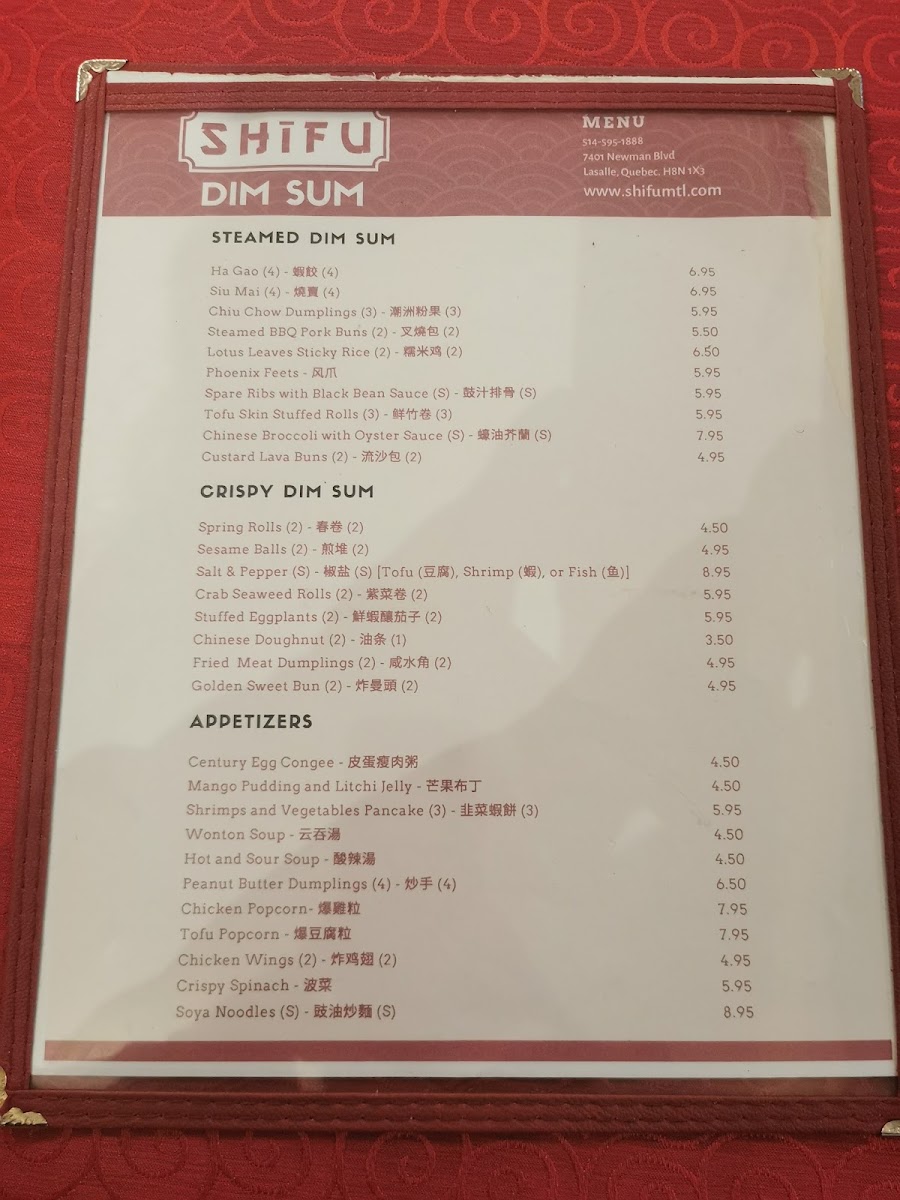 SHīFU
DIM SUM
MENU
514-595-1888
7401 Newman Blvd
Lasalle, Quebec. H8N 1X3
www.shifumtl.com
STEAMED DIM SUM
Ha Gao (4) - 蝦餃 (4) 6.95
Siu Mai (4) - 燒賣 (4) 6.95
Chiu Chow Dumplings (3) - 潮洲粉果 (3) 5.95
Steamed BBQ Pork Buns (2) - 叉燒包 (2) 5.50
Lotus Leaves Sticky Rice (2) - 糯米鸡 (2) 6.50
Phoenix Feets - 风爪 5.95
Spare Ribs with Black Bean Sauce (S) - 鼓汁排骨 (S) 5.95
Tofu Skin Stuffed Rolls (3) - 鮮竹卷 (3) 5.95
Chinese Broccoli with Oyster Sauce (S) - 蠔油芥蘭 (S) 7.95
Custard Lava Buns (2) - 流沙包 (2) 4.95
CRISPY DIM SUM
Spring Rolls (2) - 春卷 (2) 4.50
Sesame Balls (2) - 煎堆 (2) 4.95
Salt & Pepper (S) - 椒盐 (S) [Tofu (豆腐), Shrimp (蝦), or Fish (鱼)] 8.95
Crab Seaweed Rolls (2) - 紫菜卷 (2) 5.95
Stuffed Eggplants (2) - 鮮蝦釀茄子 (2) 5.95
Chinese Doughnut (2) - 油条 (1) 3.50
Fried Meat Dumplings (2) - 咸水角 (2) 4.95
Golden Sweet Bun (2) - 炸曼頭 (2) 4.95
APPETIZERS
Century Egg Congee - 皮蛋瘦肉粥 4.50
Mango Pudding and Litchi Jelly - 芒果布丁 4.50
Shrimps and Vegetables Pancake (3) - 韭菜蝦餅 (3) 5.95
Wonton Soup - 云吞湯 4.50
Hot and Sour Soup - 酸辣湯 4.50
Peanut Butter Dumplings (4) - 炒手 (4) 6.50
Chicken Popcorn- 爆雞粒 7.95
Tofu Popcorn - 爆豆腐粒 7.95
Chicken Wings (2) - 炸鸡翅 (2) 4.95
Crispy Spinach - 波菜 5.95
Soya Noodles (S) - 豉油炒麵 (S) 8.95